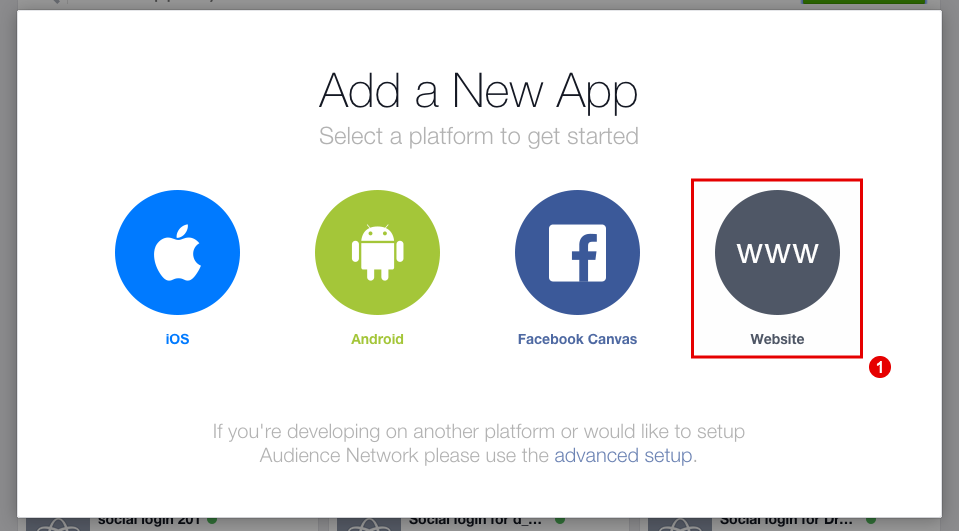 Add a New App
Select a platform to get started
www
iOS
Android
Facebook Canvas
Website
1
If you're developing on another platform or would like to setup
Audience Network please use the advanced setup.
Social login 201
Social login for d_...
Social login for Dr...